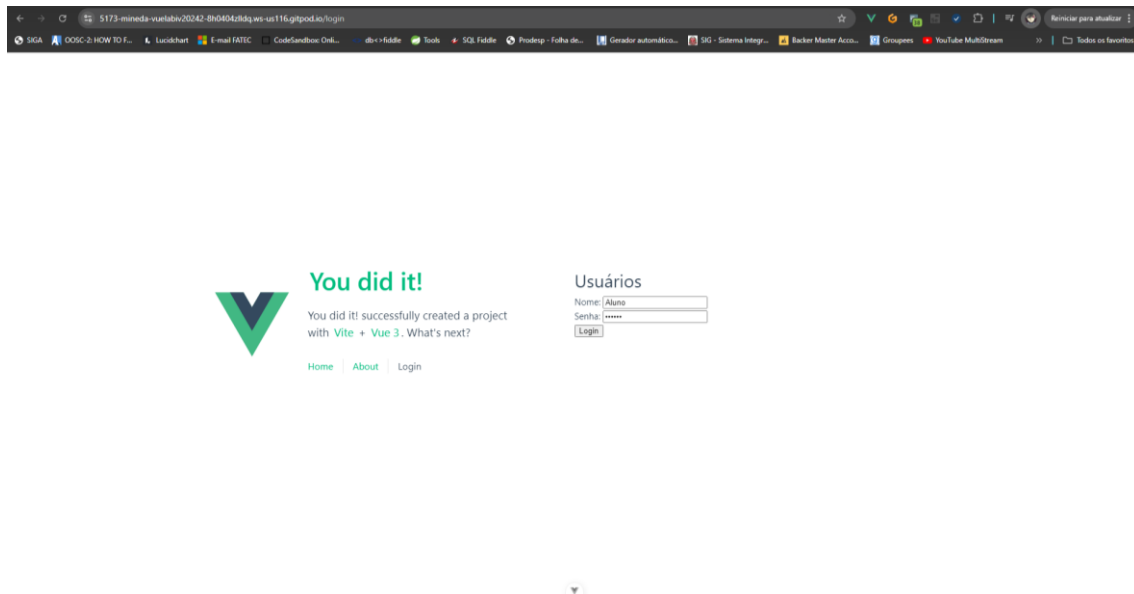 5173-mineda-vuelabiv20242-8h0404zlldq.ws-us116.gitpod.io/login
Reiniciar para atualizar
SIGA
OOSC-2: HOW TO F...
Lucidchart
E-mail FATEC
CodeSandbox: Onli...
db<>fiddle
Tools
SQL Fiddle
Prodesp - Folha de...
Gerador automático...
SIG - Sistema Integr...
Backer Master Acco...
Groupees
YouTube MultiStream
»
Todos os favoritos
You did it!
You did it! successfully created a project
with Vite + Vue 3. What's next?
Home
About
Login
Usuários
Nome: Aluno
Senha: ••••••
Login